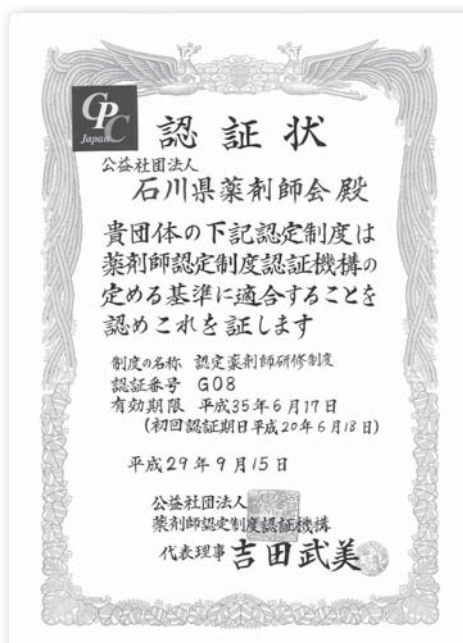 GPC
Japan
認証状
公益社団法人
石川県薬剤師会殿
貴団体の下記認定制度は
薬剤師認定制度認証機構の
定める基準に適合することを
認めこれを証します
制度の名称 認定薬剤師研修制度
認証番号 G08
有効期限 平成35年6月17日
(初回認証期日平成20年6月18日)
平成29年9月15日
公益社団法人
薬剤師認定制度認証機構
代表理事 吉田武美